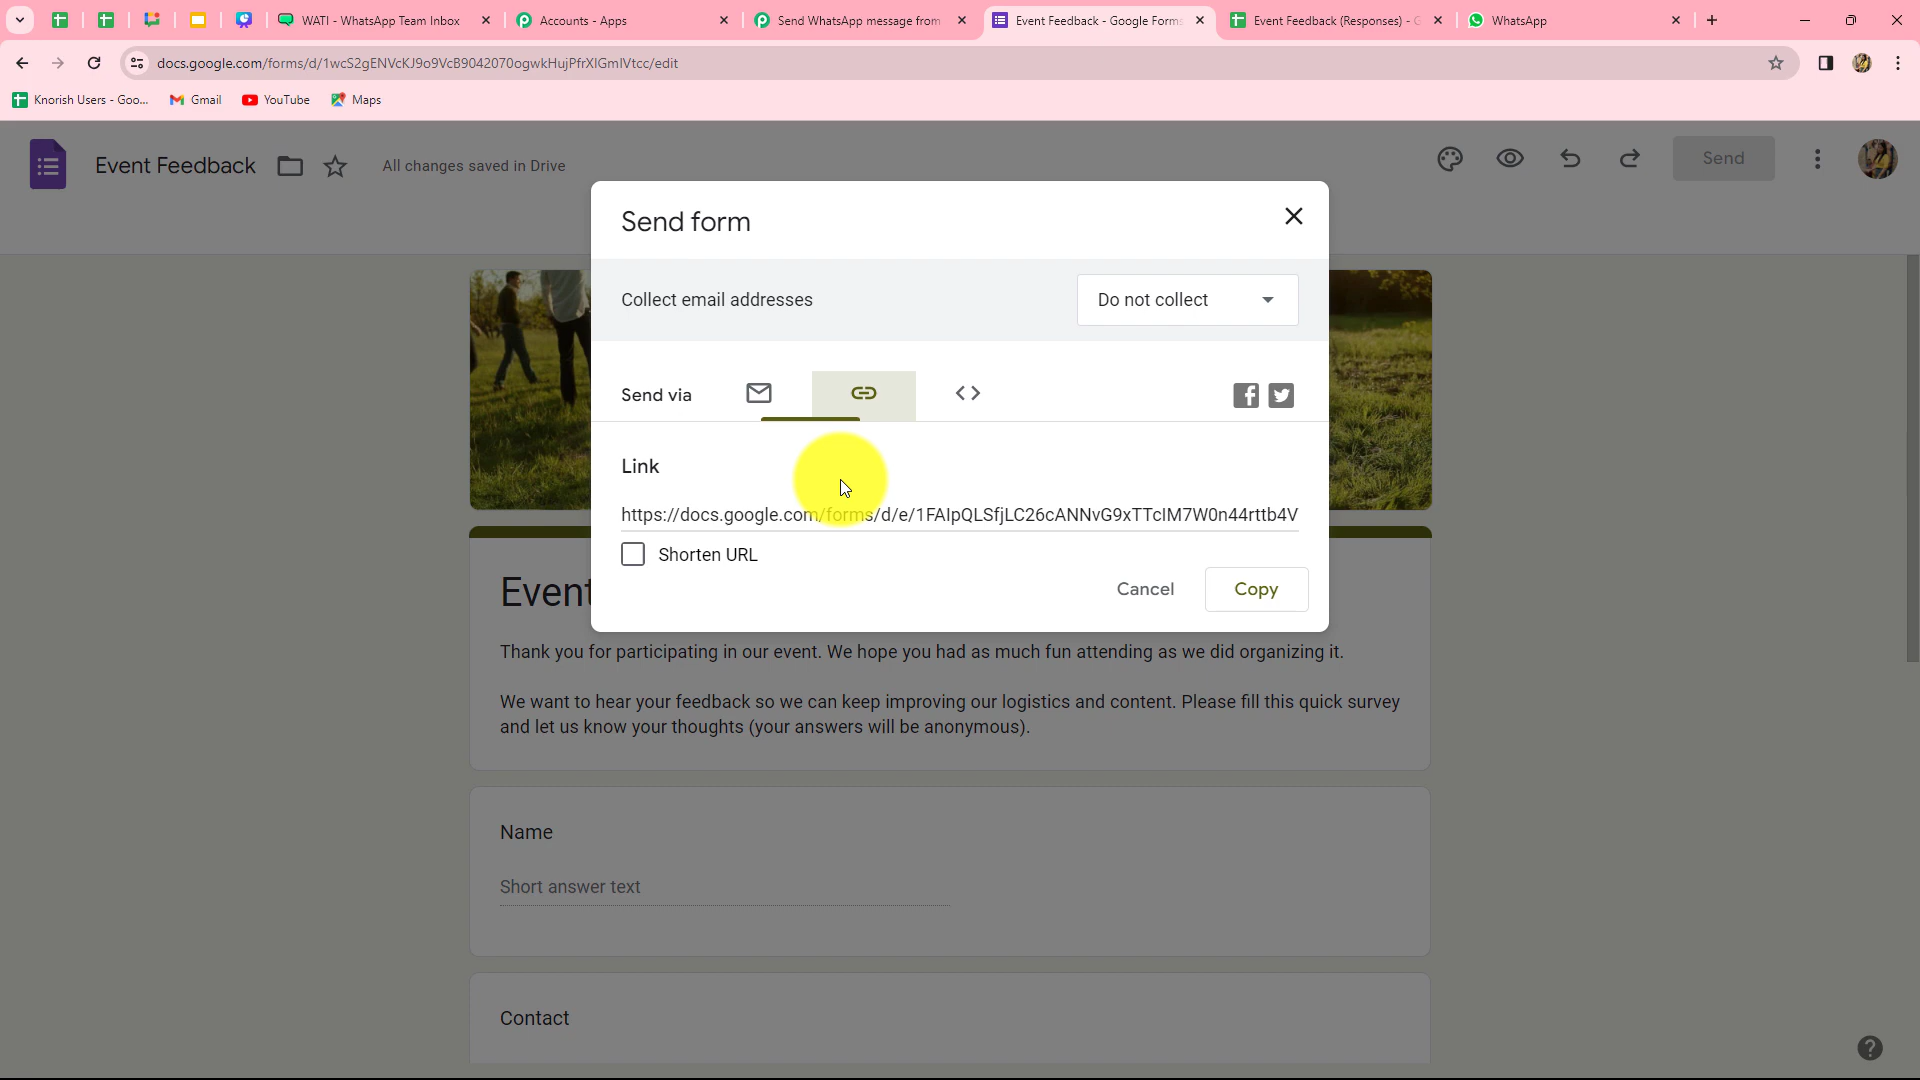 WATI - WhatsApp Team Inbox
Accounts - Apps
Send WhatsApp message from
Event Feedback - Google Forms
Event Feedback (Responses) - G
WhatsApp
docs.google.com/forms/d/1wcS2gENVcKJ9o9VcB9042070ogwkHujPfrXIGmIVtcc/edit
Knorish Users - Goo...
Gmail
YouTube
Maps
Event Feedback
All changes saved in Drive
Send
Send form
Collect email addresses
Do not collect
Send via
Link
https://docs.google.com/forms/d/e/1FAIpQLSfjLC26cANNvG9xTTcIM7W0n44rttb4V
Shorten URL
Cancel
Copy
Event
Thank you for participating in our event. We hope you had as much fun attending as we did organizing it.
We want to hear your feedback so we can keep improving our logistics and content. Please fill this quick survey
and let us know your thoughts (your answers will be anonymous).
Name
Short answer text
Contact